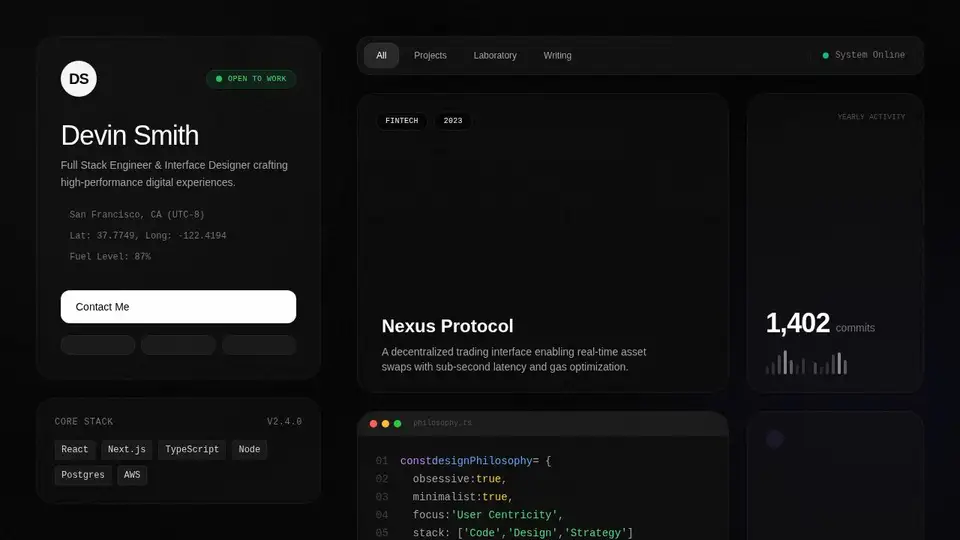 DS
OPEN TO WORK
Devin Smith
Full Stack Engineer & Interface Designer crafting
high-performance digital experiences.
San Francisco, CA (UTC-8)
Lat: 37.7749, Long: -122.4194
Fuel Level: 87%
Contact Me
CORE STACK
V2.4.0
React
Next.js
TypeScript
Node
Postgres
AWS
All
Projects
Laboratory
Writing
System Online
FINTECH
2023
Nexus Protocol
A decentralized trading interface enabling real-time asset
swaps with sub-second latency and gas optimization.
YEARLY ACTIVITY
1,402 commits
philosophy.ts
01 constdesignPhilosophy= {
02 obsessive:true,
03 minimalist:true,
04 focus:'User Centricity',
05 stack: ['Code','Design','Strategy']